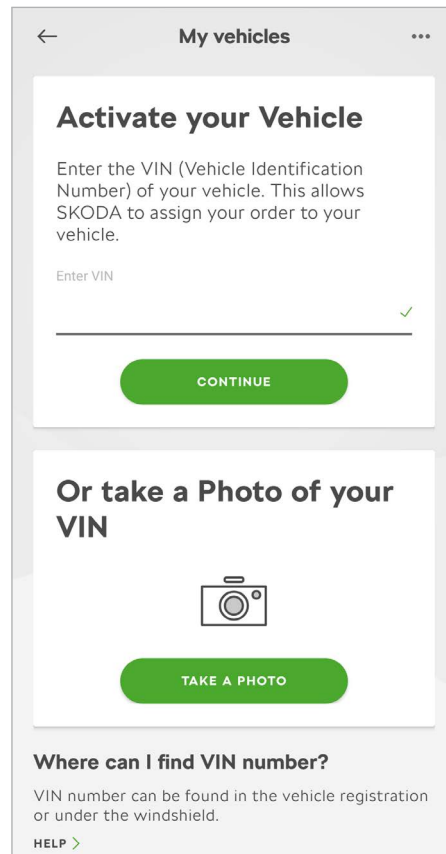 My vehicles
Activate your Vehicle
Enter the VIN (Vehicle Identification
Number) of your vehicle. This allows
SKODA to assign your order to your
vehicle.
Enter VIN
CONTINUE
Or take a Photo of your
VIN
TAKE A PHOTO
Where can I find VIN number?
VIN number can be found in the vehicle registration
or under the windshield.
HELP